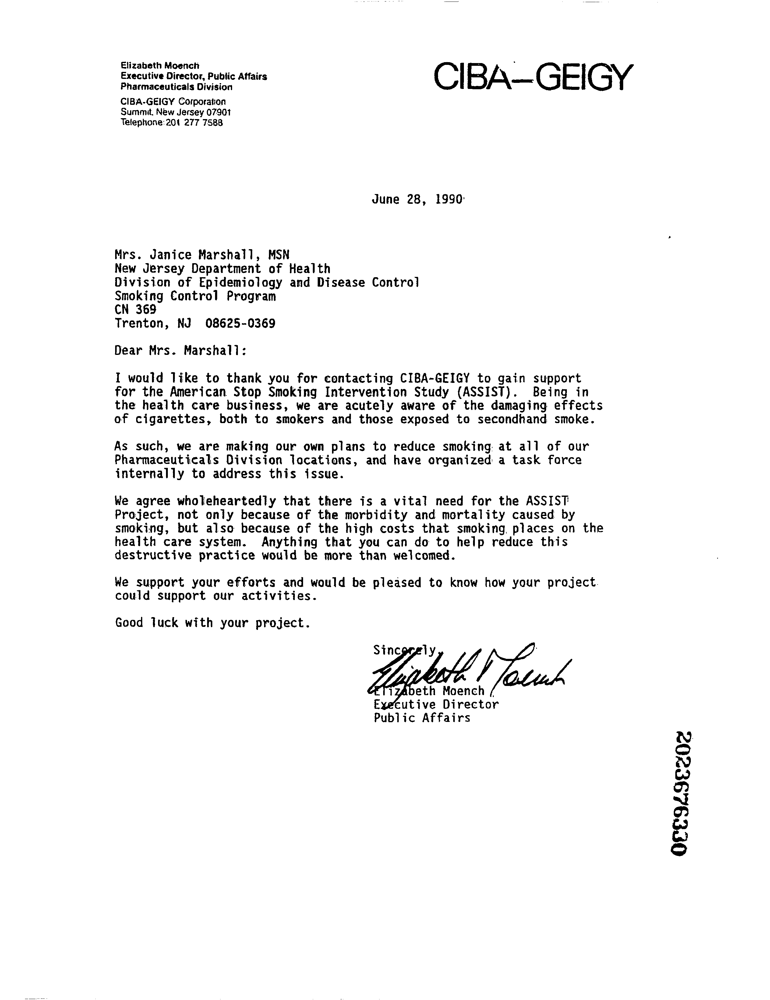 Elizabeth Moench
Executive Director, Public Affairs
Pharmaceuticals Division
CIBA-GEIGY Corporation
Summit, New Jersey 07901
Telephone 201 277 7588
CIBA-GEIGY
June 28, 1990
Mrs. Janice Marshall, MSN
New Jersey Department of Health
Division of Epidemiology and Disease Control
Smoking Control Program
CN 369
Trenton, NJ 08625-0369
Dear Mrs. Marshall:
I would like to thank you for contacting CIBA-GEIGY to gain support
for the American Stop Smoking Intervention Study (ASSIST). Being in
the health care business, we are acutely aware of the damaging effects
of cigarettes, both to smokers and those exposed to secondhand smoke.
As such, we are making our own plans to reduce smoking at all of our
Pharmaceuticals Division locations, and have organized a task force
internally to address this issue.
We agree wholeheartedly that there is a vital need for the ASSIST
Project, not only because of the morbidity and mortality caused by
smoking, but also because of the high costs that smoking places on the
health care system. Anything that you can do to help reduce this
destructive practice would be more than welcomed.
We support your efforts and would be pleased to know how your project
could support our activities.
Good luck with your project.
Sincerely,
Elizabeth Moench
Elizabeth Moench
Executive Director
Public Affairs
2023676330